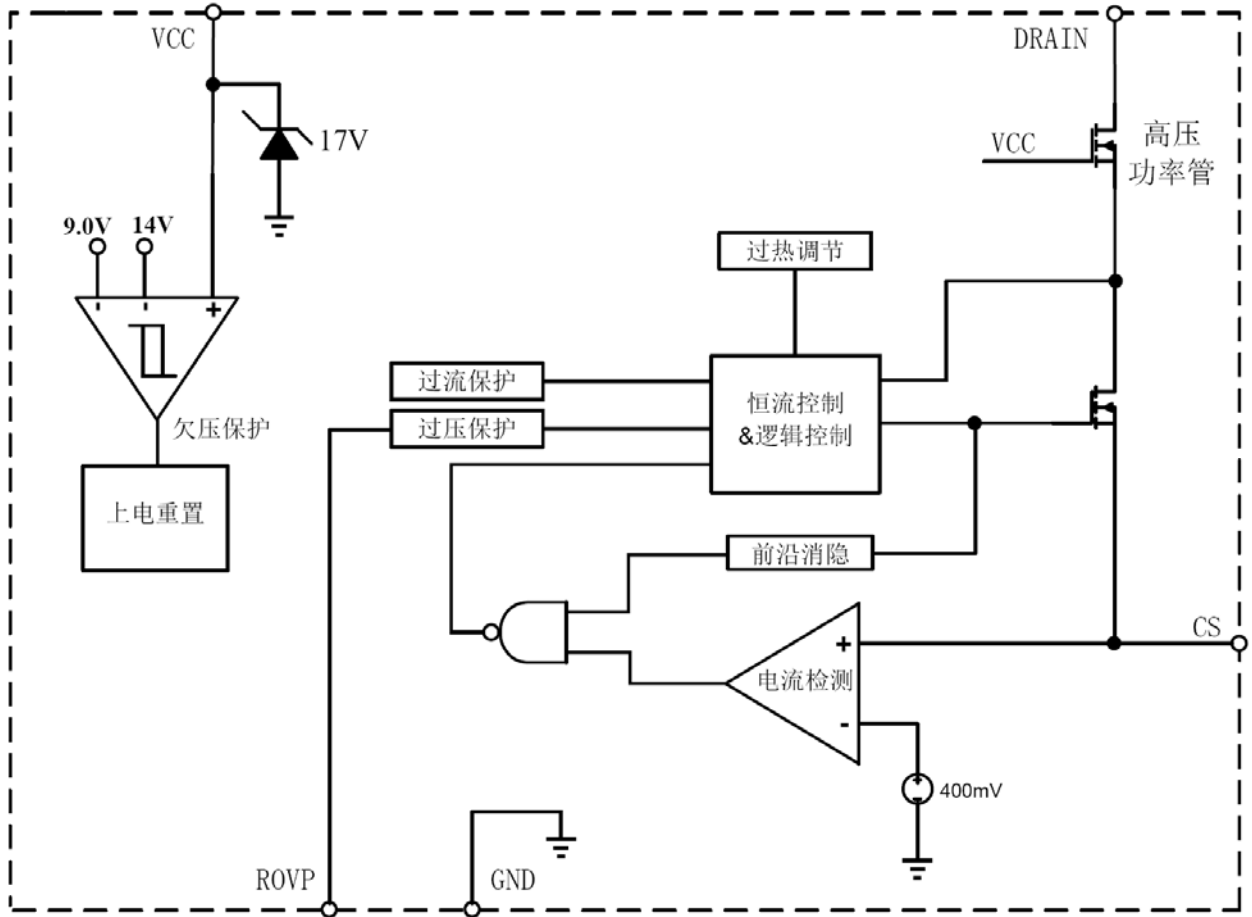 VCC
DRAIN
17V
VCC
高压
功率管
9.0V
14V
过热调节
过流保护
过压保护
恒流控制
&逻辑控制
欠压保护
上电重置
前沿消隐
CS
电流检测
400mV
ROVP
GND